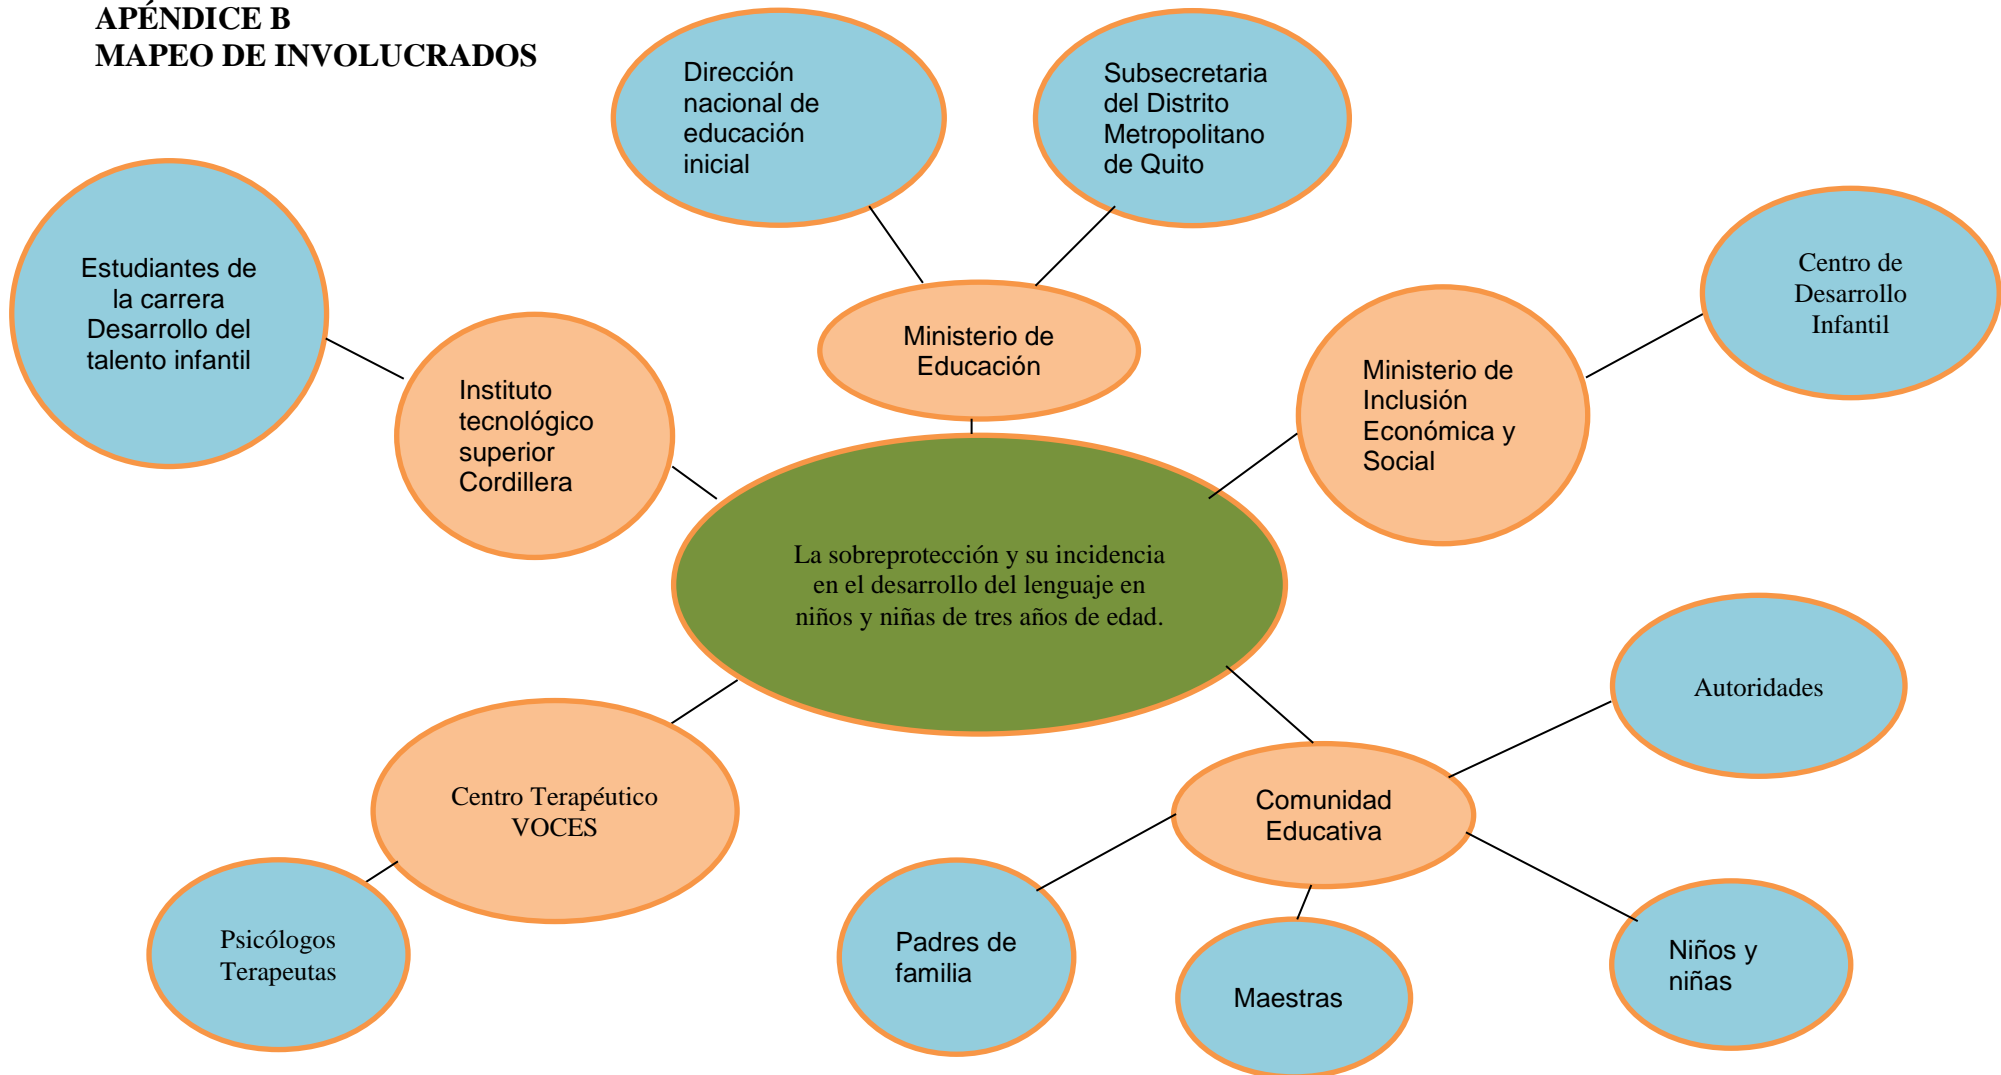 APÉNDICE B
MAPEO DE INVOLUCRADOS
Dirección
nacional de
educación
inicial
Subsecretaria
del Distrito
Metropolitano
de Quito
Estudiantes de
la carrera
Desarrollo del
talento infantil
Centro de
Desarrollo
Infantil
Instituto
tecnológico
superior
Cordillera
Ministerio de
Educación
Ministerio de
Inclusión
Económica y
Social
La sobreprotección y su incidencia
en el desarrollo del lenguaje en
niños y niñas de tres años de edad.
Autoridades
Centro Terapéutico
VOCES
Comunidad
Educativa
Psicólogos
Terapeutas
Padres de
familia
Maestras
Niños y
niñas